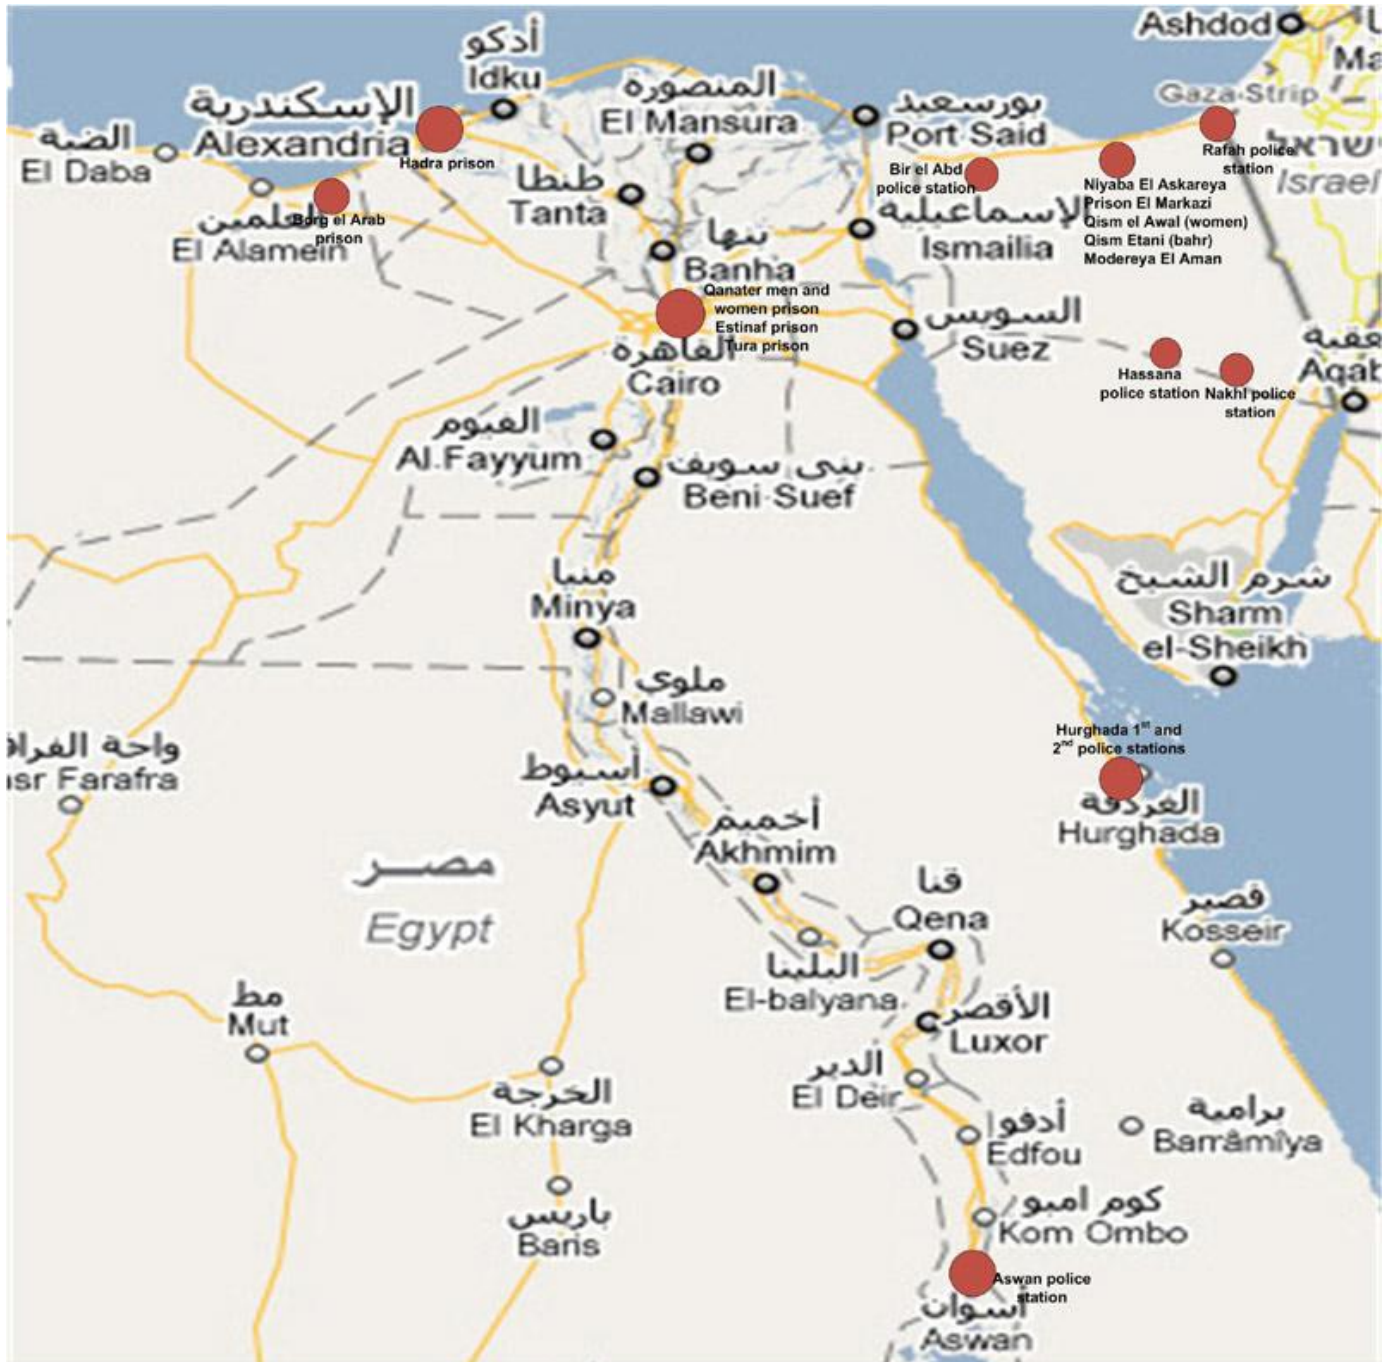 Ashdod
أدكو
Idku
المنصورة
El Mansura
الإسكندرية
Alexandria
Hadra prison
بورسعيد
Port Said
Gaza Strip
Rafah police
station
الضبة
El Daba
Bir el Abd
police station
Niyaba El Askareya
Prison El Markazi
Qism el Awal (women)
Qism Etani (bahr)
Modereya El Aman
Israel
طنطا
Tanta
العلمين
El Alamein
Borg el Arab
prison
الإسماعيلية
Ismailia
بنها
Banha
Qanater men and
women prison
Estinaf prison
Tura prison
القاهرة
Cairo
السويس
Suez
Hassana
police station
Nakhl police
station
Aqab
الفيوم
Al Fayyum
بنى سويف
Beni Suef
منيا
Minya
شرم الشيخ
Sharm
el-Sheikh
ملوي
Mallawi
Hurghada 1st and
2nd police stations
الغردقة
Hurghada
واحة الفراف
asr Farafra
أسيوط
Asyut
أخميم
Akhmim
مصر
Egypt
قنا
Qena
قصير
Kosseir
البلينا
El-balyana
مط
Mut
الأقصر
Luxor
الدير
El Deir
الخرجة
El Kharga
أدفو
Edfou
برامية
Barrâmîya
باريس
Baris
كوم امبو
Kom Ombo
Aswan police
station
أسوان
Aswan